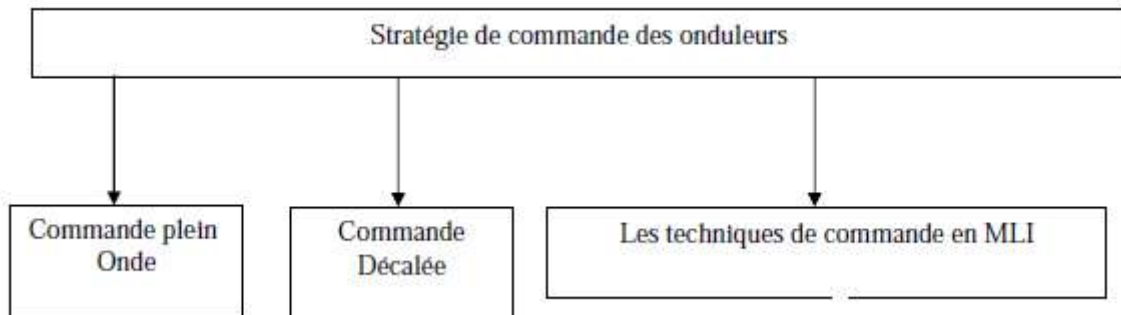 Stratégie de commande des onduleurs
Commande plein
Onde
Commande
Décalée
Les techniques de commande en MLI